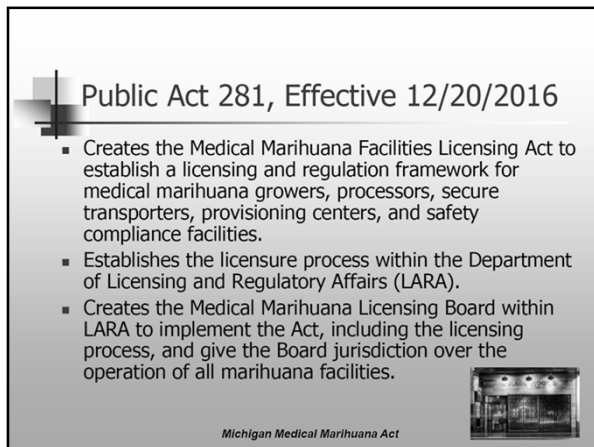 Public Act 281, Effective 12/20/2016
Creates the Medical Marihuana Facilities Licensing Act to
establish a licensing and regulation framework for
medical marihuana growers, processors, secure
transporters, provisioning centers, and safety
compliance facilities.
Establishes the licensure process within the Department
of Licensing and Regulatory Affairs (LARA).
Creates the Medical Marihuana Licensing Board within
LARA to implement the Act, including the licensing
process, and give the Board jurisdiction over the
operation of all marihuana facilities.
Michigan Medical Marihuana Act